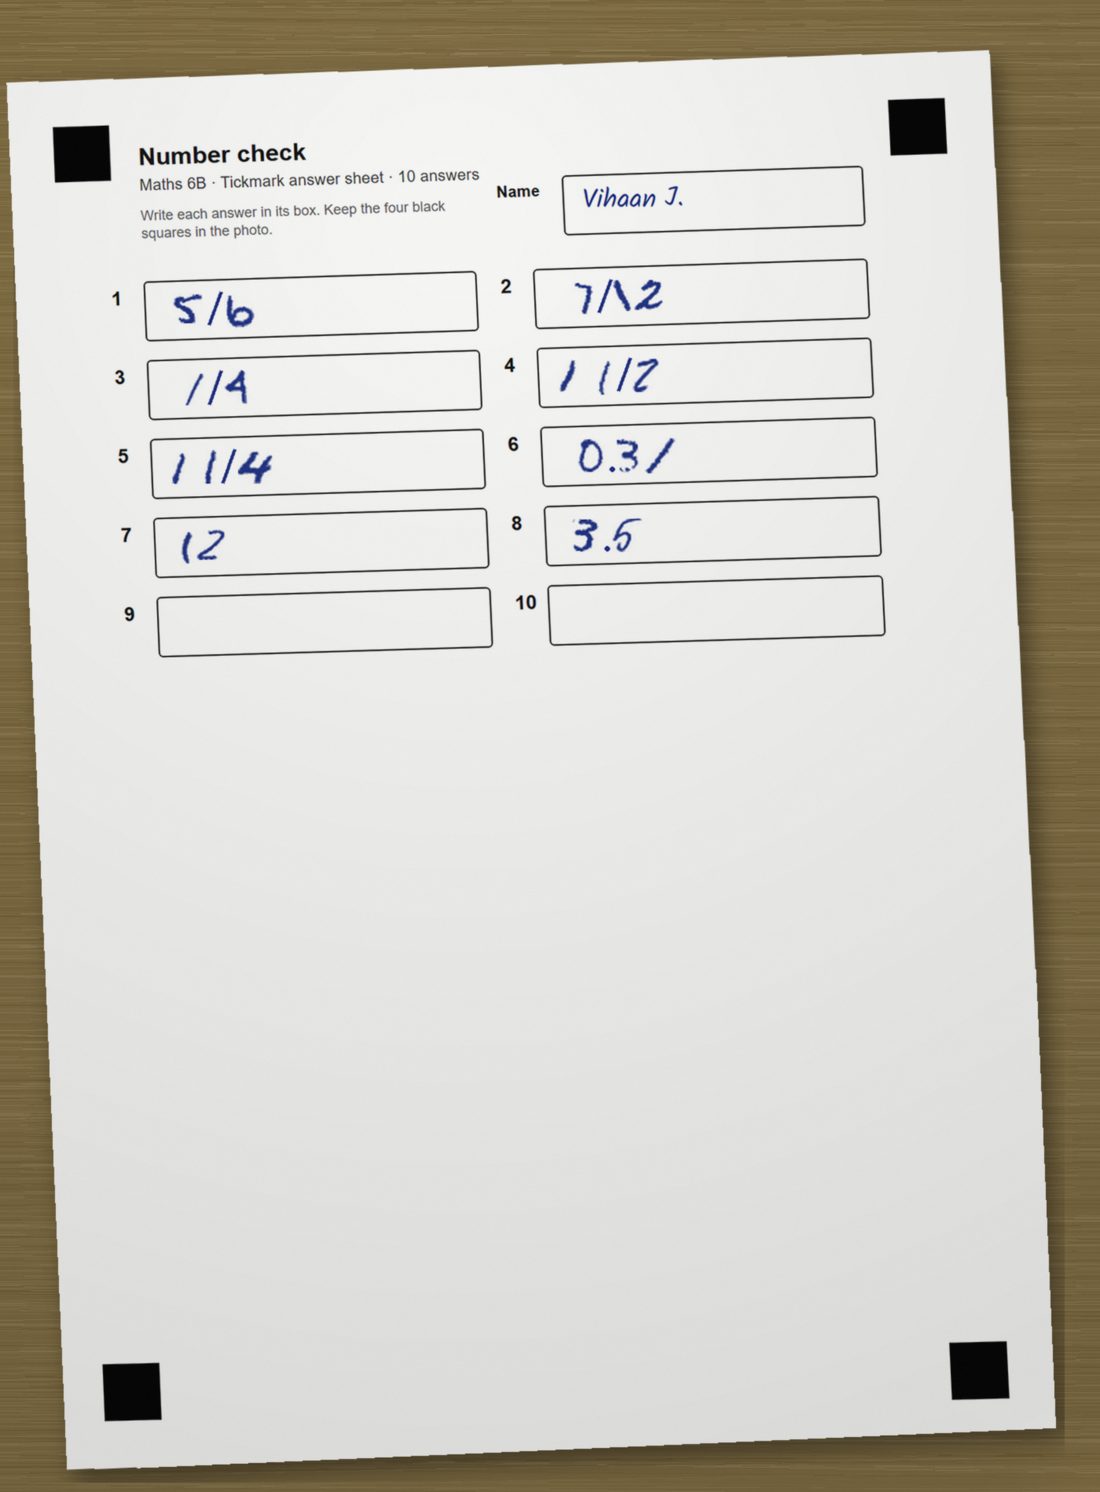 Number check
Maths 6B · Tickmark answer sheet · 10 answers
Write each answer in its box. Keep the four black
squares in the photo.
Name
Vihaan J.
1 5/6
2 7/12
3 1/4
4 1 1/2
5 1 1/4
6 0.31
7 12
8 3.5
9
10